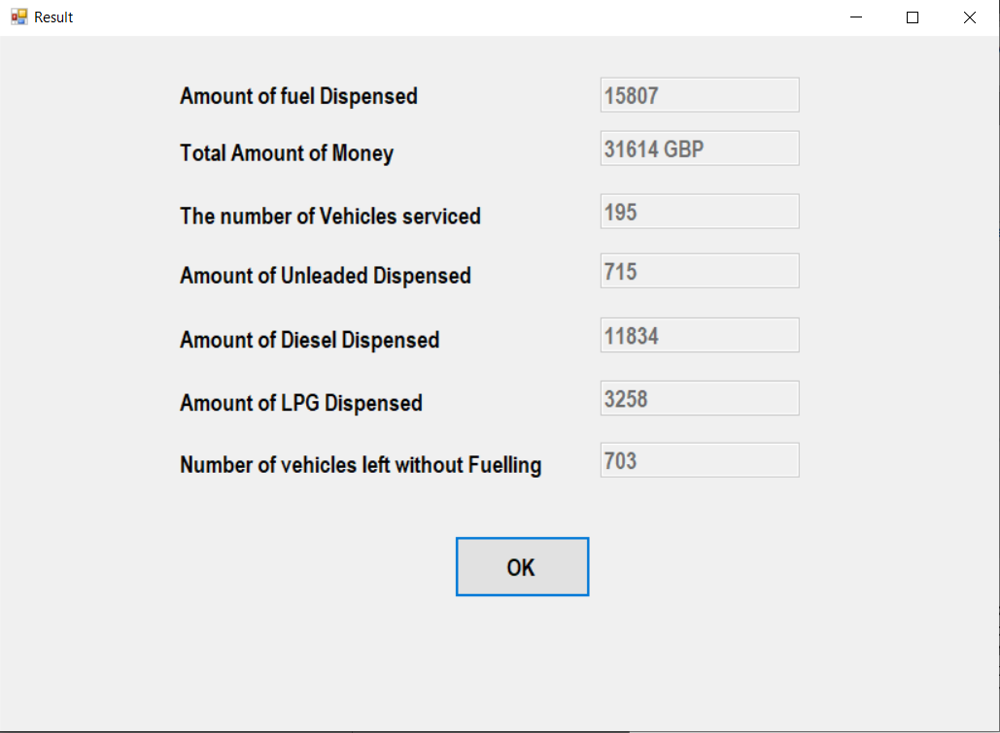 Result
Amount of fuel Dispensed 15807
Total Amount of Money 31614 GBP
The number of Vehicles serviced 195
Amount of Unleaded Dispensed 715
Amount of Diesel Dispensed 11834
Amount of LPG Dispensed 3258
Number of vehicles left without Fuelling 703
OK